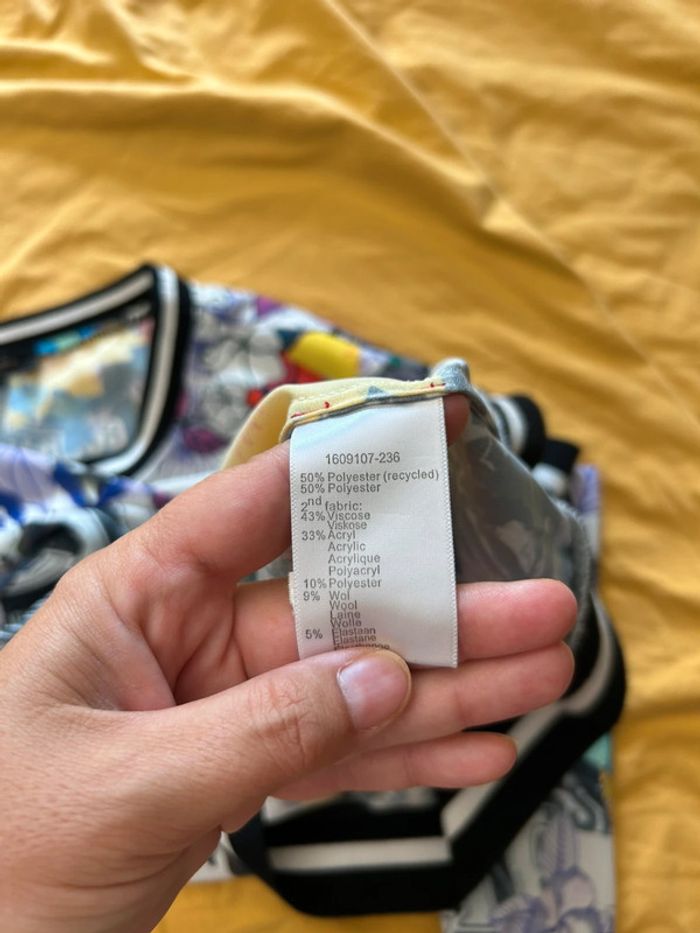 1609107-236
50% Polyester (recycled)
50% Polyester
2nd fabric:
43% Viscose
Viskose
33% Acryl
Acrylic
Acrylique
Polyacryl
10% Polyester
9% Wol
Wool
Laine
Wolle
5% Elastaan
Elastane